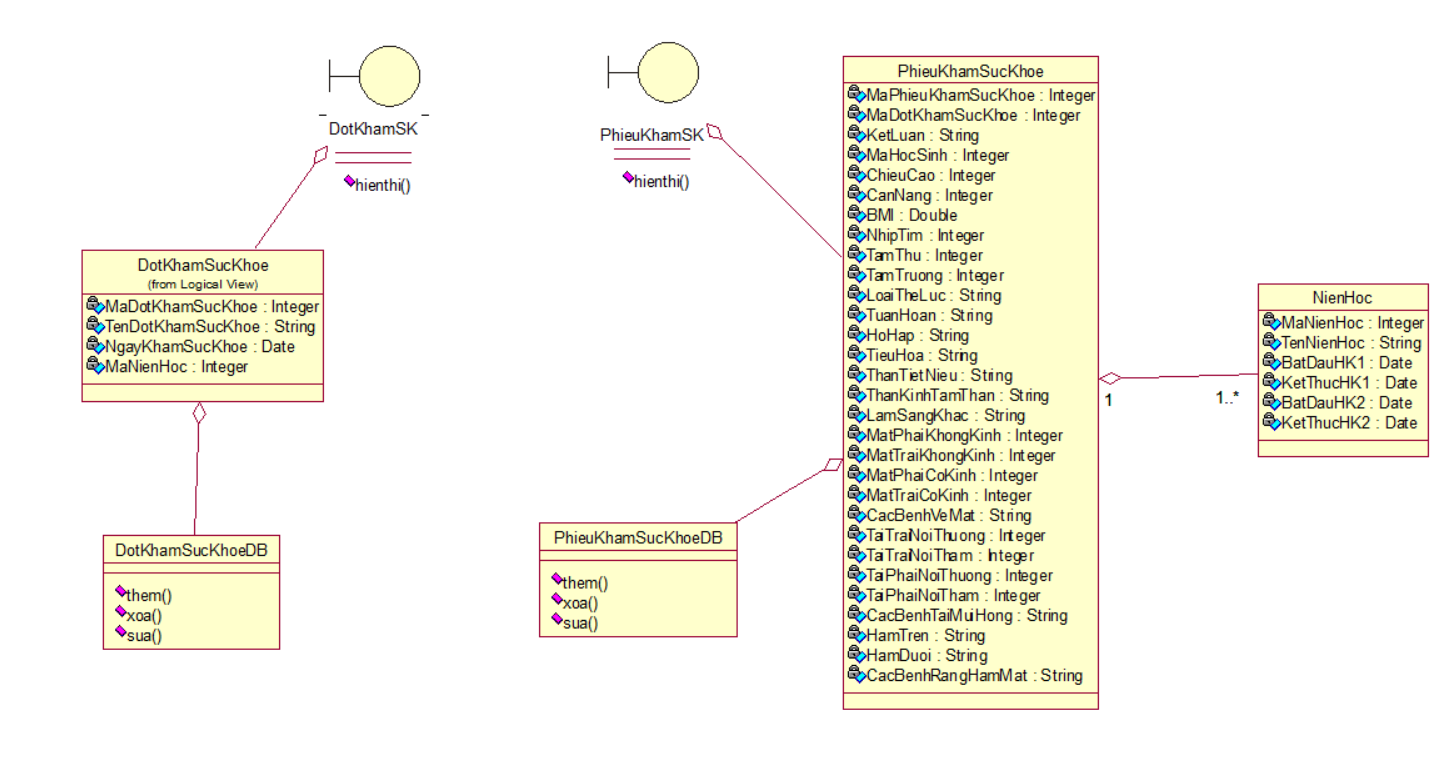 DotKhamSK
hienthi()
DotKhamSucKhoe
(from Logical View)
MaDotKhamSucKhoe : Integer
TenDotKhamSucKhoe : String
NgayKhamSucKhoe : Date
MaNienHoc : Integer
DotKhamSucKhoeDB
them()
xoa()
sua()
PhieuKhamSK
hienthi()
PhieuKhamSucKhoeDB
them()
xoa()
sua()
PhieuKhamSucKhoe
MaPhieuKhamSucKhoe : Integer
MaDotKhamSucKhoe : Integer
KetLuan : String
MaHocSinh : Integer
ChieuCao : Integer
CanNang : Integer
BMI : Double
NhipTim : Integer
TamThu : Integer
TamTruong : Integer
LoaiTheLuc : String
TuanHoan : String
HoHap : String
TieuHoa : String
ThanTietNieu : String
ThanKinhTamThan : String
LamSangKhac : String
MatPhaiKhongKinh : Integer
MatTraiKhongKinh : Integer
MatPhaiCoKinh : Integer
MatTraiCoKinh : Integer
CacBenhVeMat : String
TaiTraiNoiThuong : Integer
TaiTraiNoiTham : Integer
TaiPhaiNoiThuong : Integer
TaiPhaiNoiTham : Integer
CacBenhTaiMuiHong : String
HamTren : String
HamDuoi : String
CacBenhRangHamMat : String
1
1..*
NienHoc
MaNienHoc : Integer
TenNienHoc : String
BatDauHK1 : Date
KetThucHK1 : Date
BatDauHK2 : Date
KetThucHK2 : Date